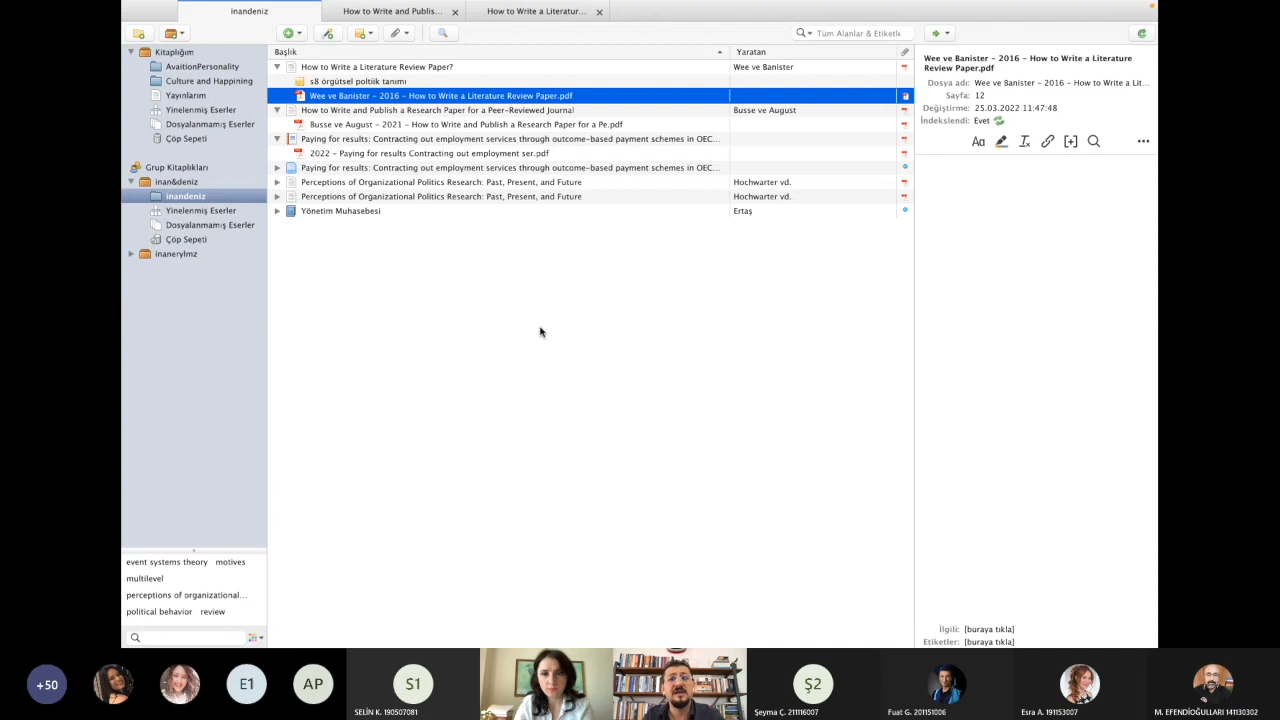 inandeniz
How to Write and Publis...
How to Write a Literatur...
Tüm Alanlar & Etiketle
Kitaplığım
AvaitionPersonality
Culture and Happining
Yayınlarım
Yinelenmiş Eserler
Dosyalanmamış Eserler
Çöp Sepeti
Grup Kitaplıkları
inan&deniz
inandeniz
Yinelenmiş Eserler
Dosyalanmamış Eserler
Çöp Sepeti
inanerylmz
event systems theory motives
multilevel
perceptions of organizational...
political behavior review
Başlık Yaratan
How to Write a Literature Review Paper? Wee ve Banister
s8 örgütsel poltiik tanımı
Wee ve Banister - 2016 - How to Write a Literature Review Paper.pdf
How to Write and Publish a Research Paper for a Peer-Reviewed Journal Busse ve August
Busse ve August - 2021 - How to Write and Publish a Research Paper for a Pe.pdf
Paying for results: Contracting out employment services through outcome-based payment schemes in OEC...
2022 - Paying for results Contracting out employment ser.pdf
Paying for results: Contracting out employment services through outcome-based payment schemes in OEC...
Perceptions of Organizational Politics Research: Past, Present, and Future Hochwarter vd.
Perceptions of Organizational Politics Research: Past, Present, and Future Hochwarter vd.
Yönetim Muhasebesi Ertaş
Wee ve Banister - 2016 - How to Write a Literature
Review Paper.pdf
Dosya adı: Wee ve Banister - 2016 - How to Write a Lit...
Sayfa: 12
Değiştirme: 25.03.2022 11:47:48
İndekslendi: Evet
Aa
İlgili: [buraya tıkla]
Etiketler: [buraya tıkla]
+50
E1
AP
S1
SELİN K. 190507081
Ş2
Şeyma Ç. 211116007
Fuat G. 201151006
Esra A. 191153007
M. EFENDİOĞULLARI 141130302